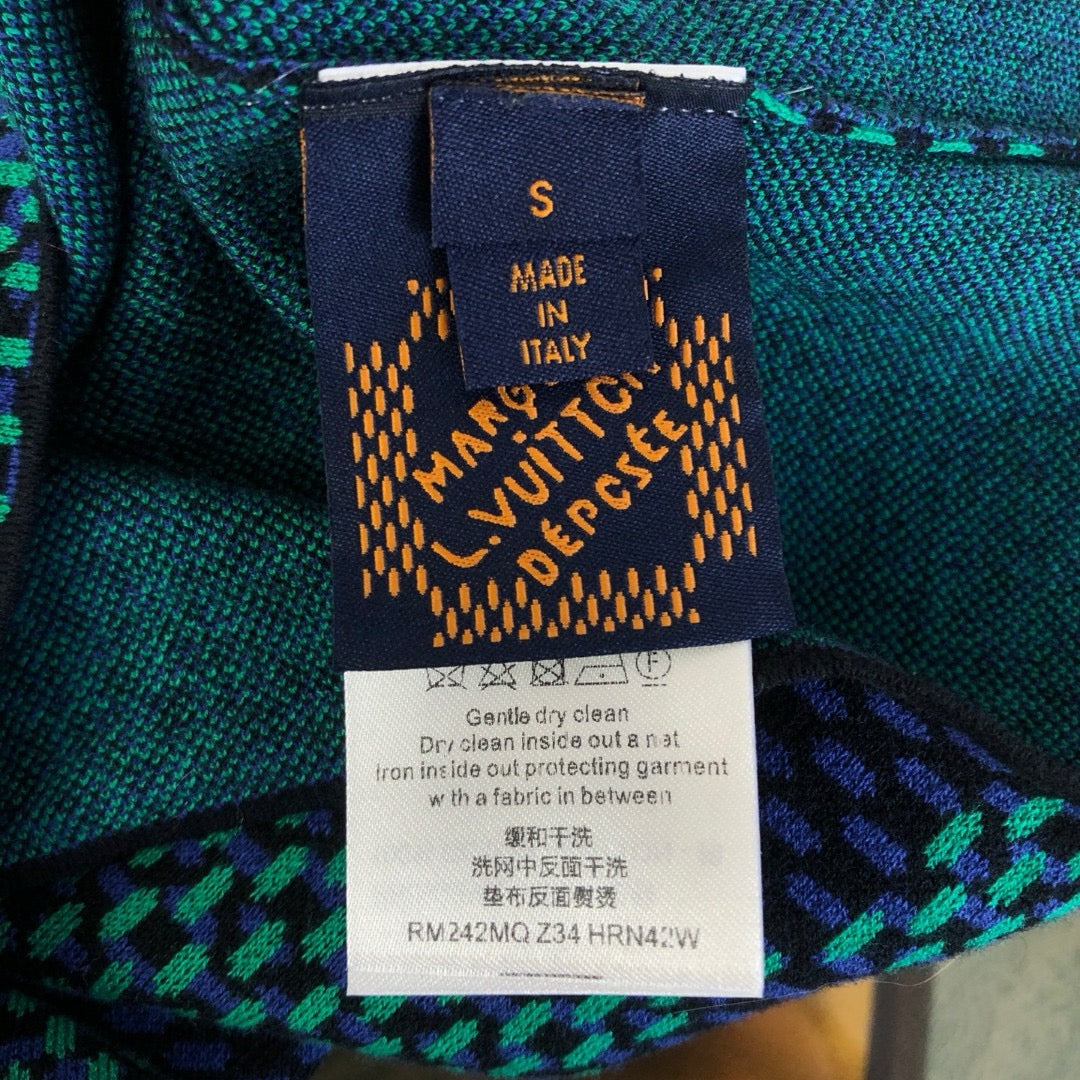 S
MADE
IN
ITALY
L.VUITTON
DÉPOSÉE
F
Gentle dry clean
Dry clean inside out a net
Iron inside out protecting garment
with a fabric in between
缓和干洗
洗网中反面干洗
垫布反面熨烫
RM242MQ Z34 HRN42W